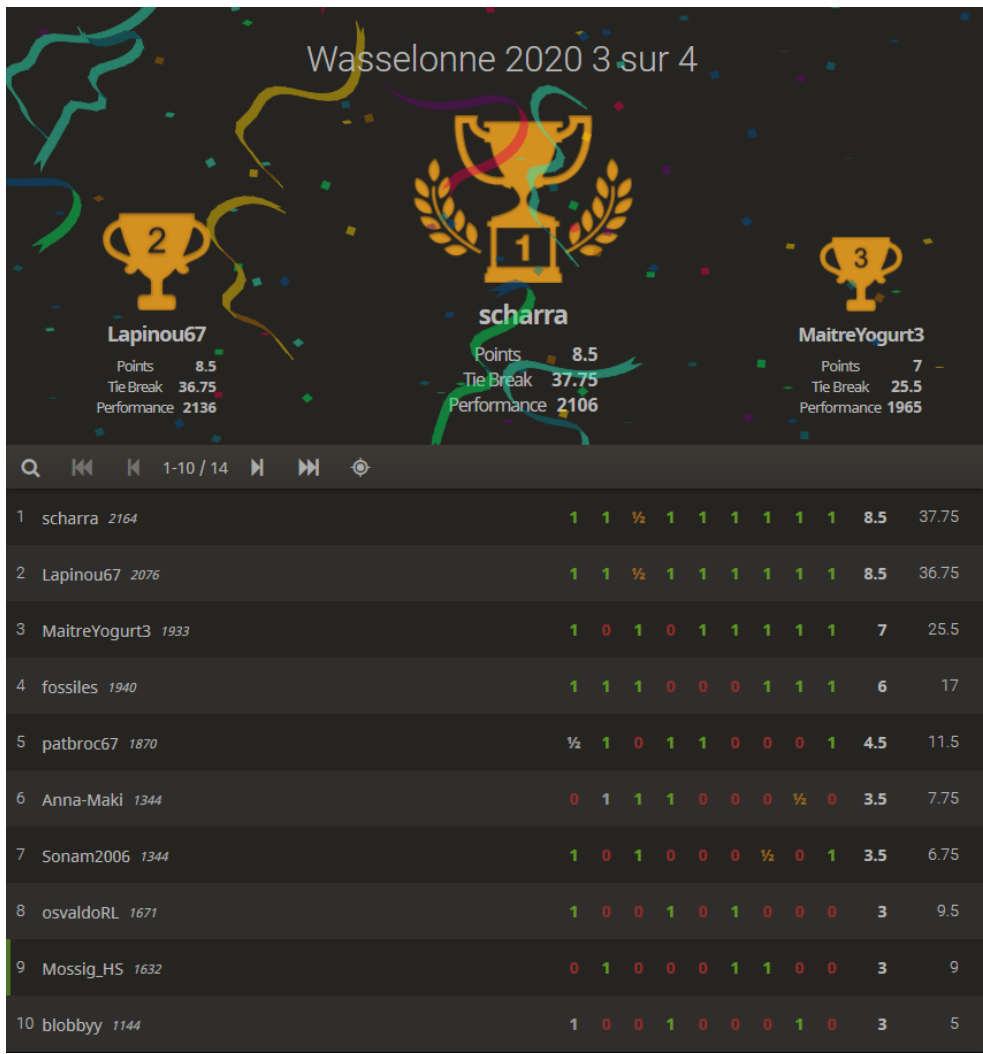 Wasselonne 2020 3 sur 4
2
1
3
Lapinou67
Points 8.5
Tie Break 36.75
Performance 2136
scharra
Points 8.5
Tie Break 37.75
Performance 2106
MaitreYogurt3
Points 7
Tie Break 25.5
Performance 1965
1-10 / 14
1 scharra 2164 1 1 ½ 1 1 1 1 1 1 8.5 37.75
2 Lapinou67 2076 1 1 ½ 1 1 1 1 1 1 8.5 36.75
3 MaitreYogurt3 1933 1 0 1 0 1 1 1 1 1 7 25.5
4 fossiles 1940 1 1 1 0 0 0 1 1 1 6 17
5 patbroc67 1870 ½ 1 0 1 1 0 0 0 1 4.5 11.5
6 Anna-Maki 1344 0 1 1 1 0 0 0 ½ 0 3.5 7.75
7 Sonam2006 1344 1 0 1 0 0 0 ½ 0 1 3.5 6.75
8 osvaldoRL 1671 1 0 0 1 0 1 0 0 0 3 9.5
9 Mossig_HS 1632 0 1 0 0 0 1 1 0 0 3 9
10 blobbyy 1144 1 0 0 1 0 0 0 1 0 3 5